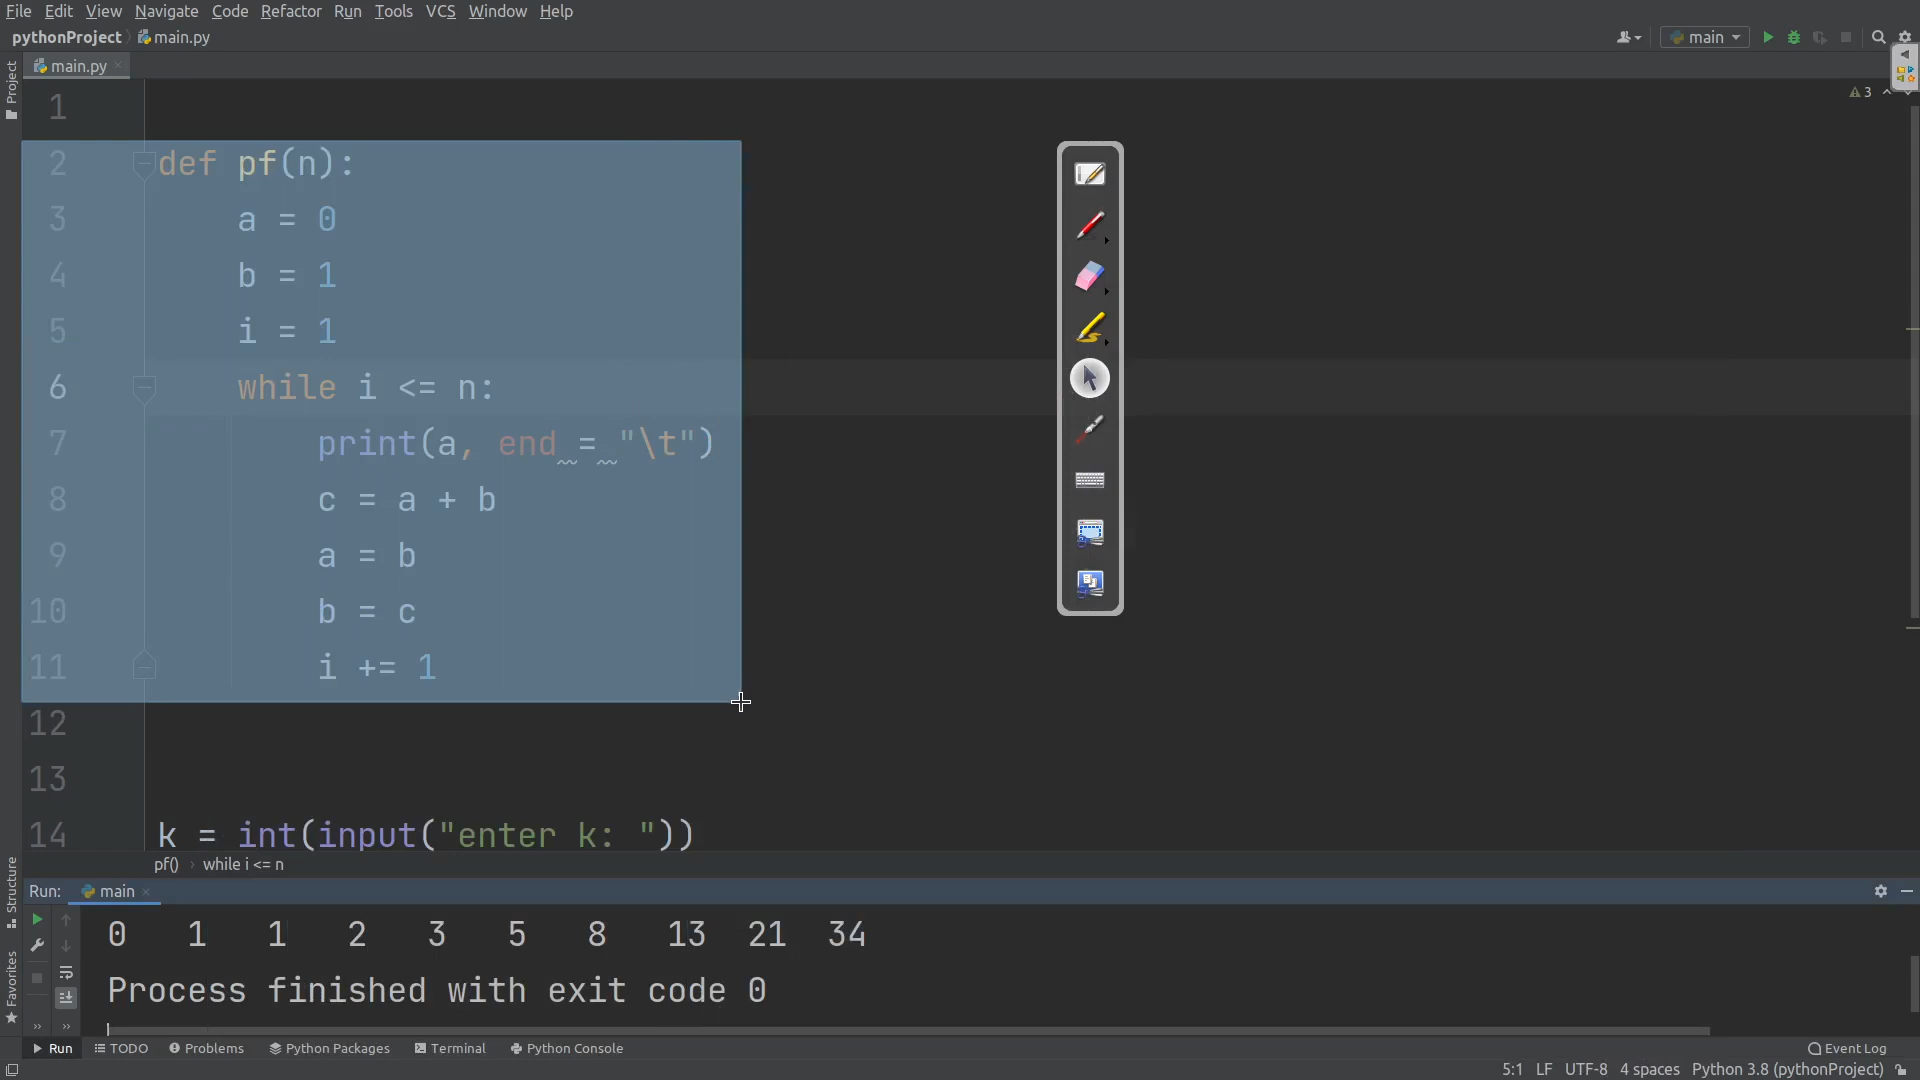 File Edit View Navigate Code Refactor Run Tools VCS Window Help
pythonProject main.py
main
Project
main.py
3
1
2 def pf(n):
3 a = 0
4 b = 1
5 i = 1
6 while i <= n:
7 print(a, end = "\t")
8 c = a + b
9 a = b
10 b = c
11 i += 1
12
13
14 k = int(input("enter k: "))
pf() › while i <= n
Structure
Favorites
Run: main
0 1 1 2 3 5 8 13 21 34
Process finished with exit code 0
Run TODO Problems Python Packages Terminal Python Console Event Log
5:1 LF UTF-8 4 spaces Python 3.8 (pythonProject)